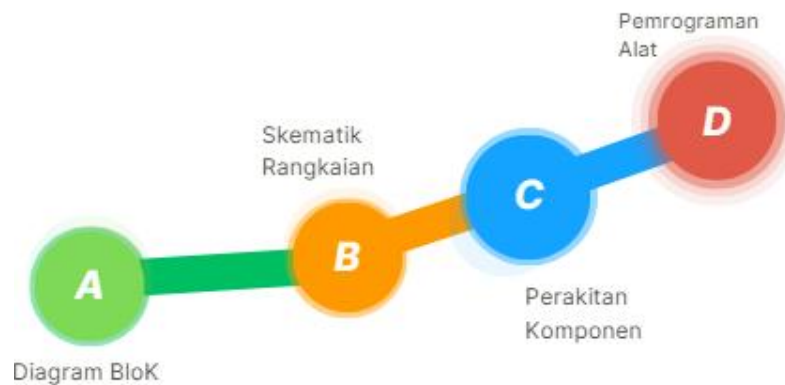 A
Diagram BloK
B
Skematik
Rangkaian
C
Perakitan
Komponen
D
Pemrograman
Alat